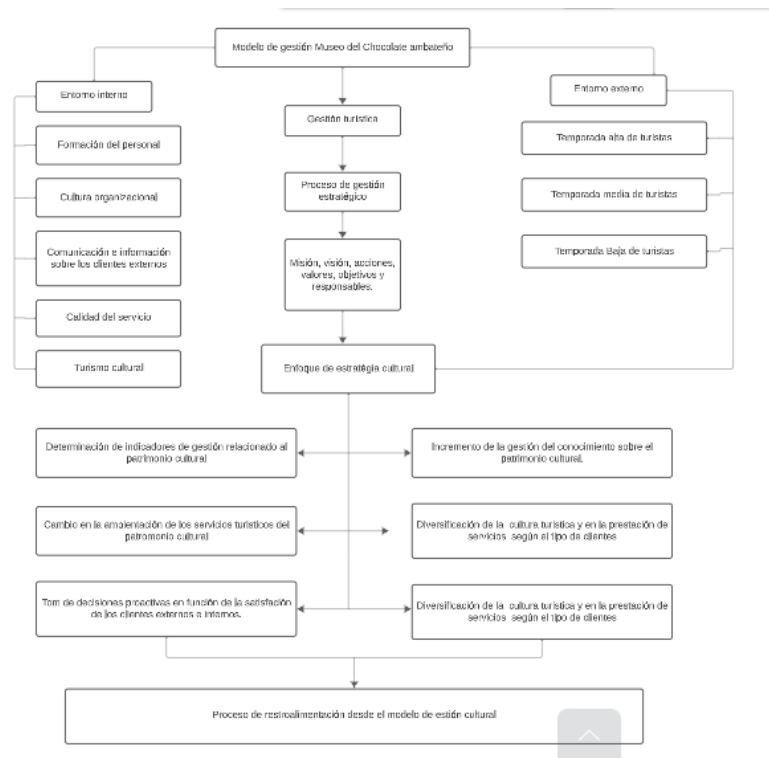 Modelo de gestión Museo del Chocolate ambateño
Entorno interno
Entorno externo
Gestión turística
Temporada alta de turistas
Formación del personal
Proceso de gestión
estratégico
Temporada media de turistas
Cultura organizacional
Comunicación e información
sobre los clientes externos
Misión, visión, acciones,
valores, objetivos y
responsables.
Temporada Baja de turistas
Calidad del servicio
Turismo cultural
Enfoque de estratégia cultural
Determinación de indicadores de gestión relacionado al
patrimonio cultural
Incremento de la gestión del conocimiento sobre el
patrimonio cultural.
Cambio en la ambientación de los servicios turísticos del
patromonio cultural
Diversificación de la cultura turística y en la prestación de
servicios según el tipo de clientes
Tom de decisiones proactivas en función de la satisfacción
de los clientes externos e internos.
Diversificación de la cultura turística y en la prestación de
servicios según el tipo de clientes
Proceso de restroalimentación desde el modelo de estión cultural